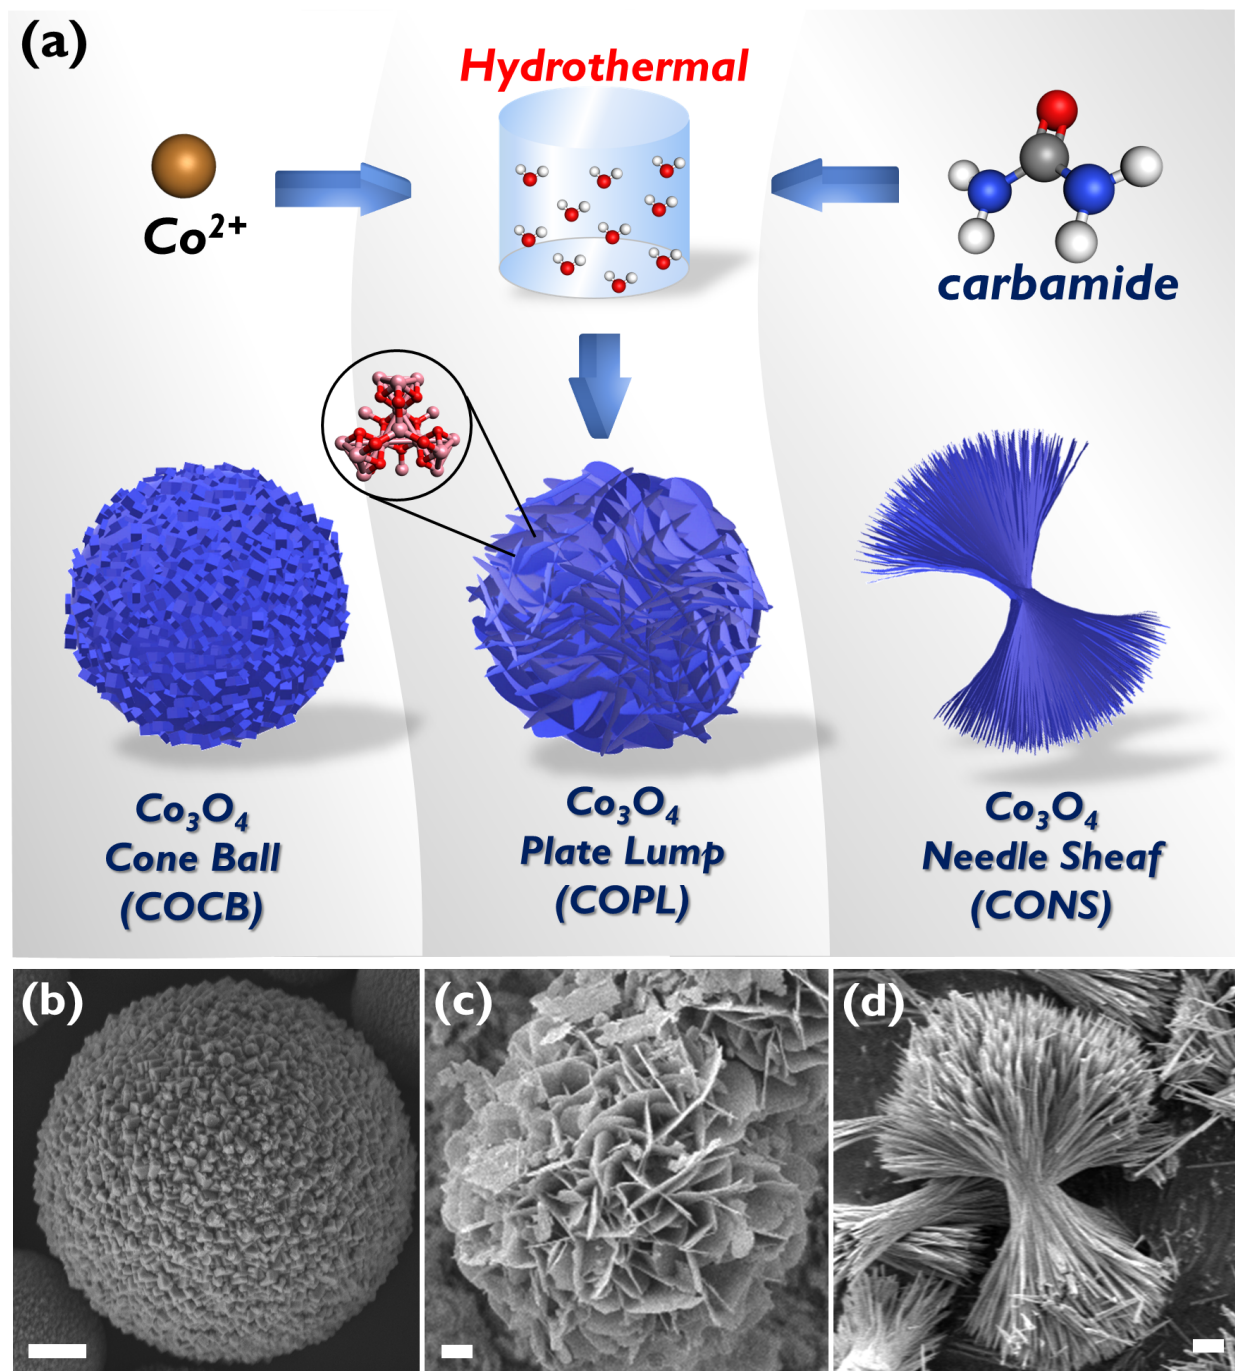 (a)
Hydrothermal
Co²⁺
carbamide
Co₃O₄
Cone Ball
(COCB)
Co₃O₄
Plate Lump
(COPL)
Co₃O₄
Needle Sheaf
(CONS)
(b)
(c)
(d)